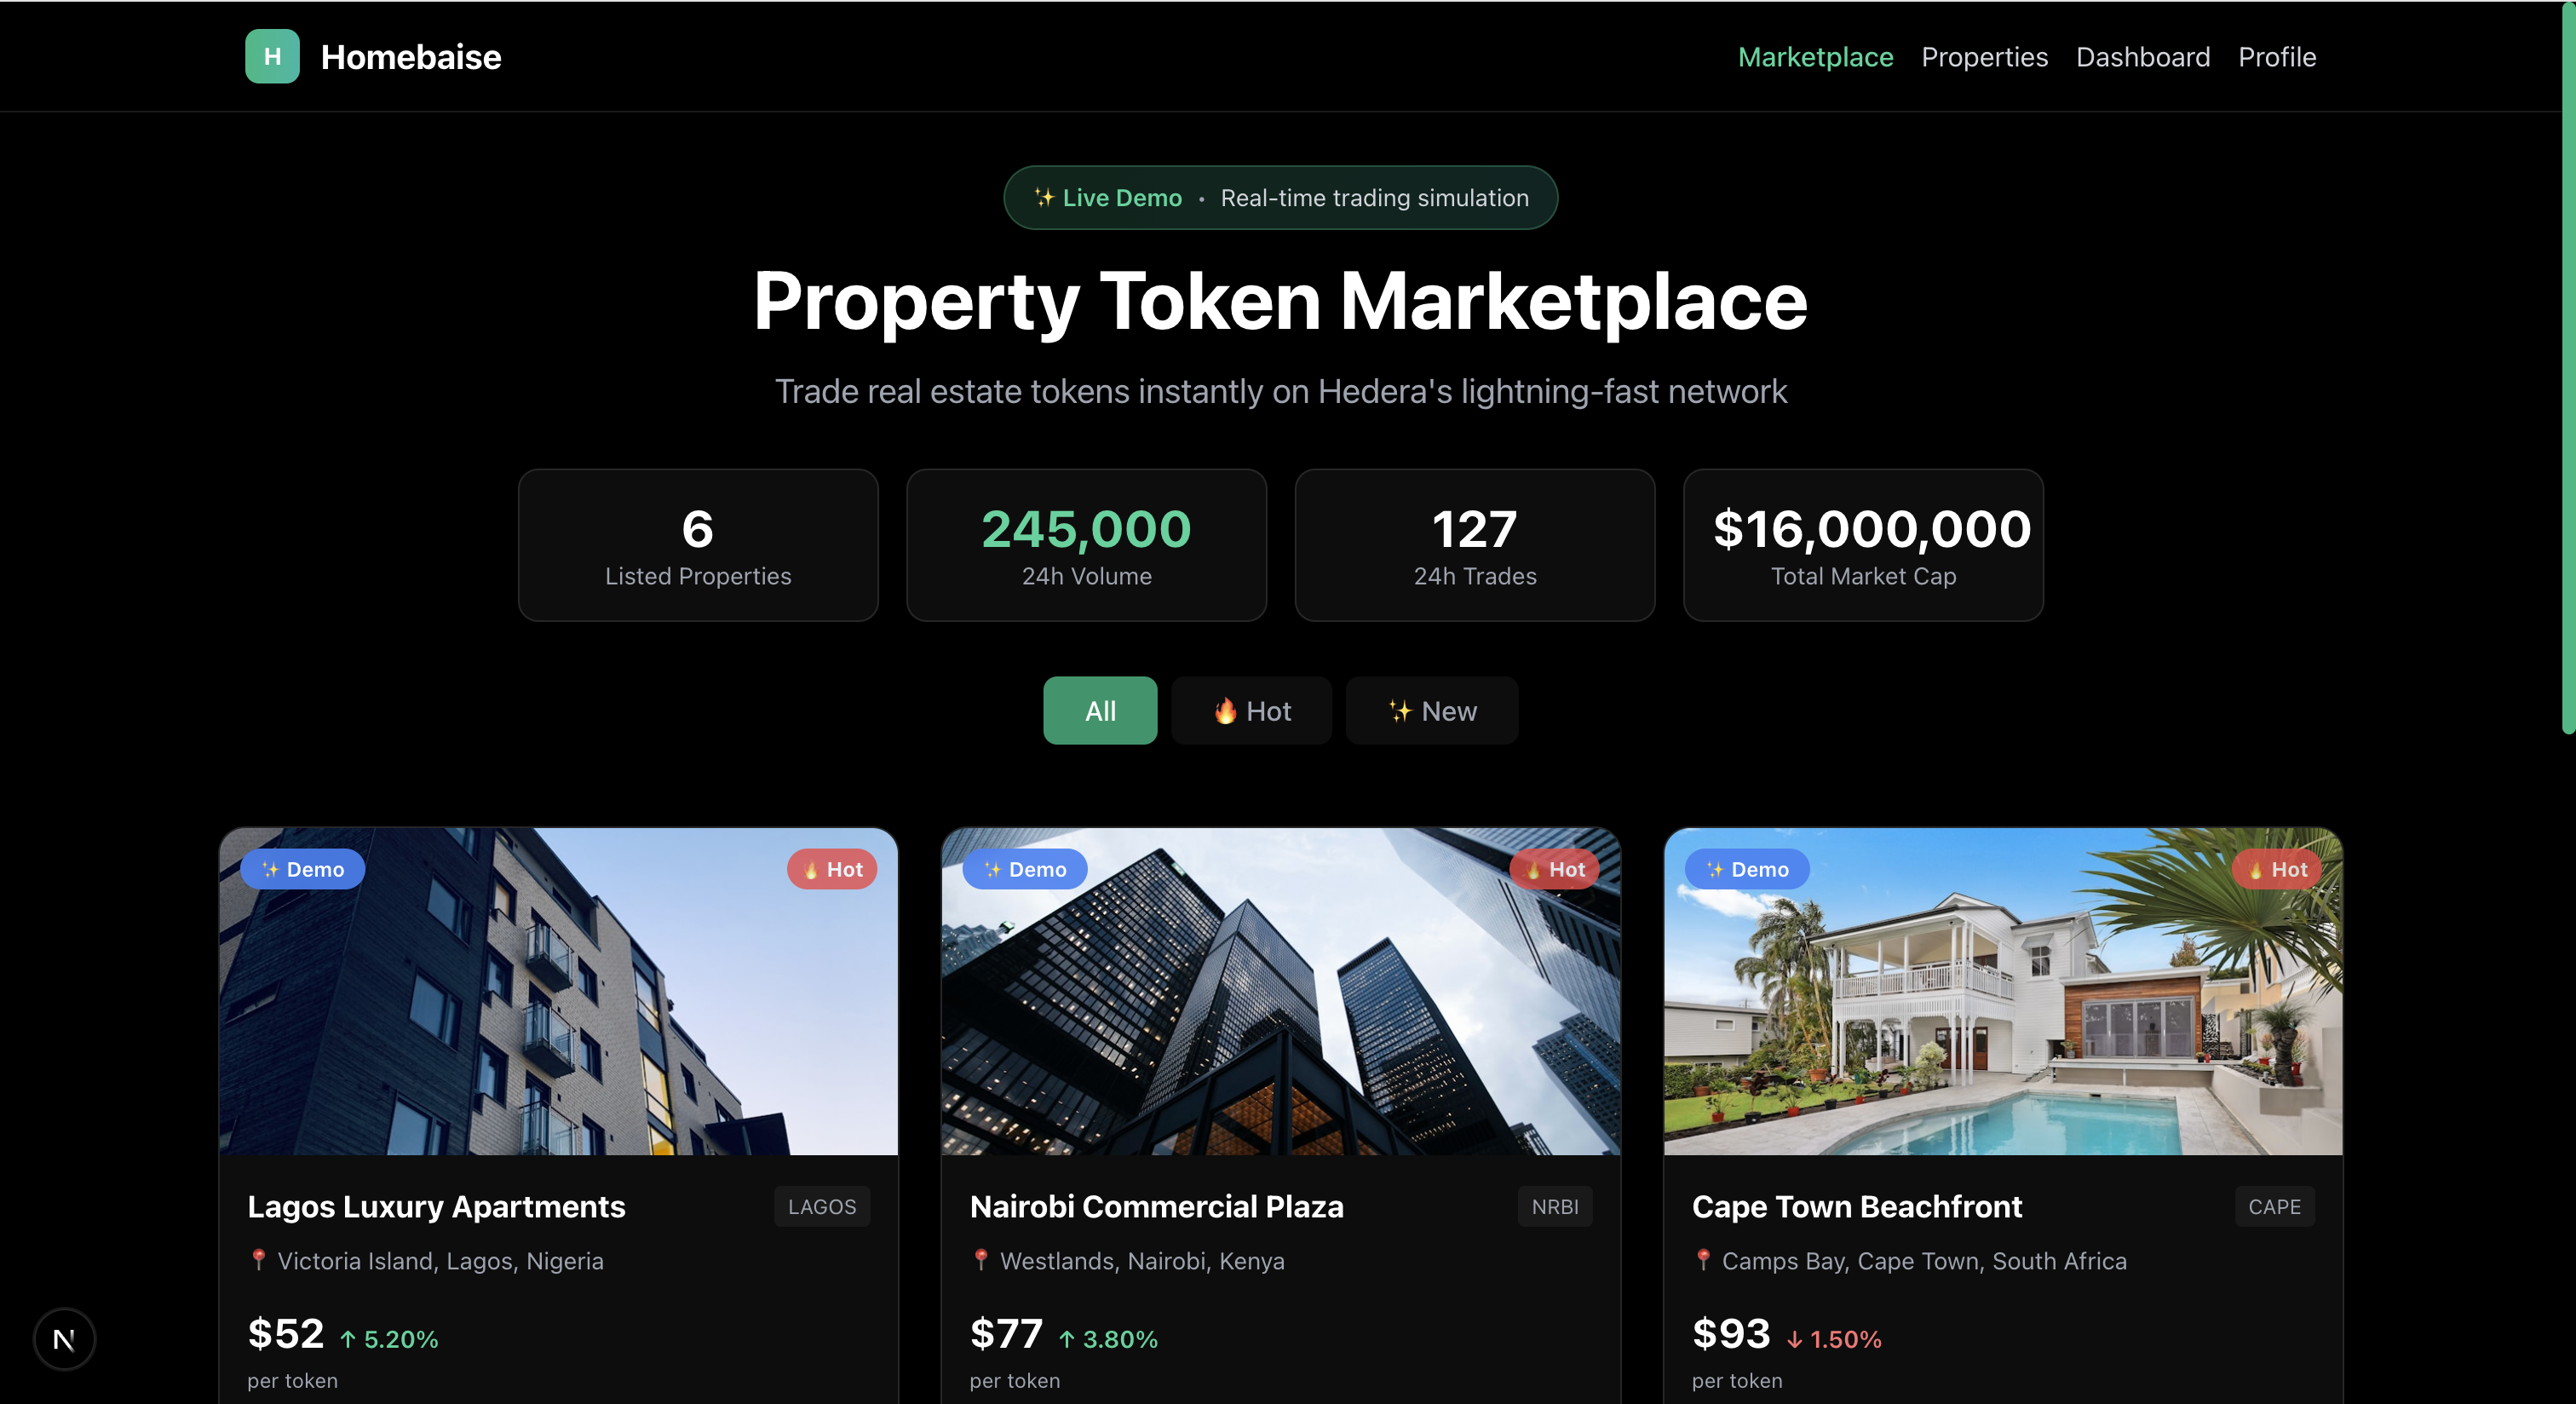 H Homebaise
Marketplace Properties Dashboard Profile
✨ Live Demo • Real-time trading simulation
Property Token Marketplace
Trade real estate tokens instantly on Hedera's lightning-fast network
6
Listed Properties
245,000
24h Volume
127
24h Trades
$16,000,000
Total Market Cap
All 🔥 Hot ✨ New
✨ Demo 🔥 Hot
Lagos Luxury Apartments LAGOS
📍 Victoria Island, Lagos, Nigeria
$52 ↑ 5.20%
per token
✨ Demo 🔥 Hot
Nairobi Commercial Plaza NRBI
📍 Westlands, Nairobi, Kenya
$77 ↑ 3.80%
per token
✨ Demo 🔥 Hot
Cape Town Beachfront CAPE
📍 Camps Bay, Cape Town, South Africa
$93 ↓ 1.50%
per token
N